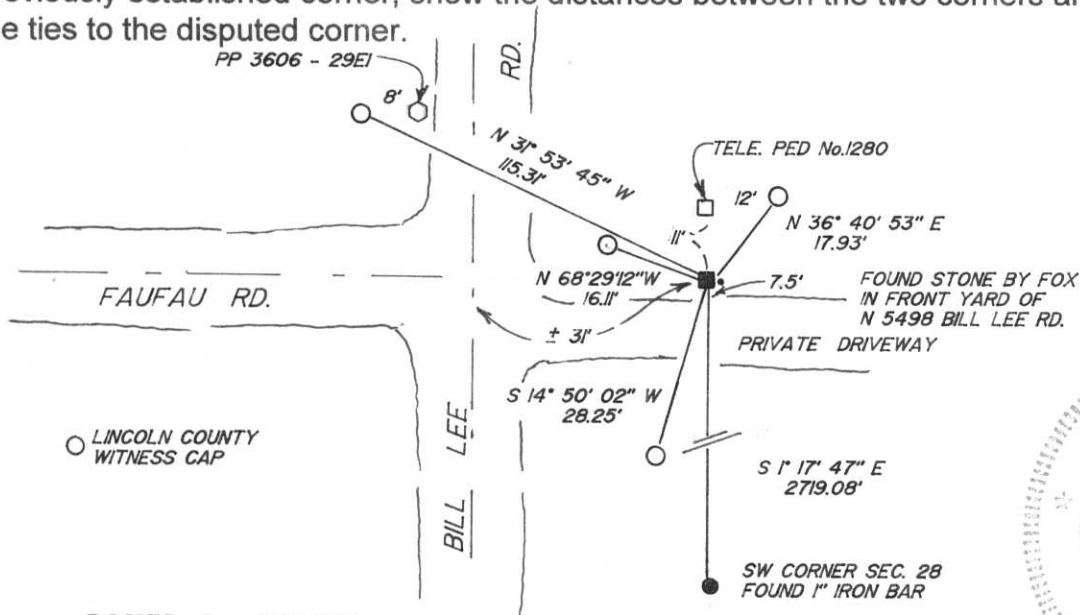 eviously established corner, show the distances between the two corners a
e ties to the disputed corner.
PP 3606 - 29E1
8'
RD.
N 31° 53' 45" W
115.31'
TELE. PED No.1280
12'
N 36° 40' 53" E
17.93'
11'
N 68°29'12"W
16.11'
7.5'
FOUND STONE BY FOX
IN FRONT YARD OF
N 5498 BILL LEE RD.
FAUFAU RD.
± 31'
PRIVATE DRIVEWAY
S 14° 50' 02" W
28.25'
LINCOLN COUNTY
WITNESS CAP
BILL LEE
S 1° 17' 47" E
2719.08'
SW CORNER SEC. 28
FOUND 1" IRON BAR